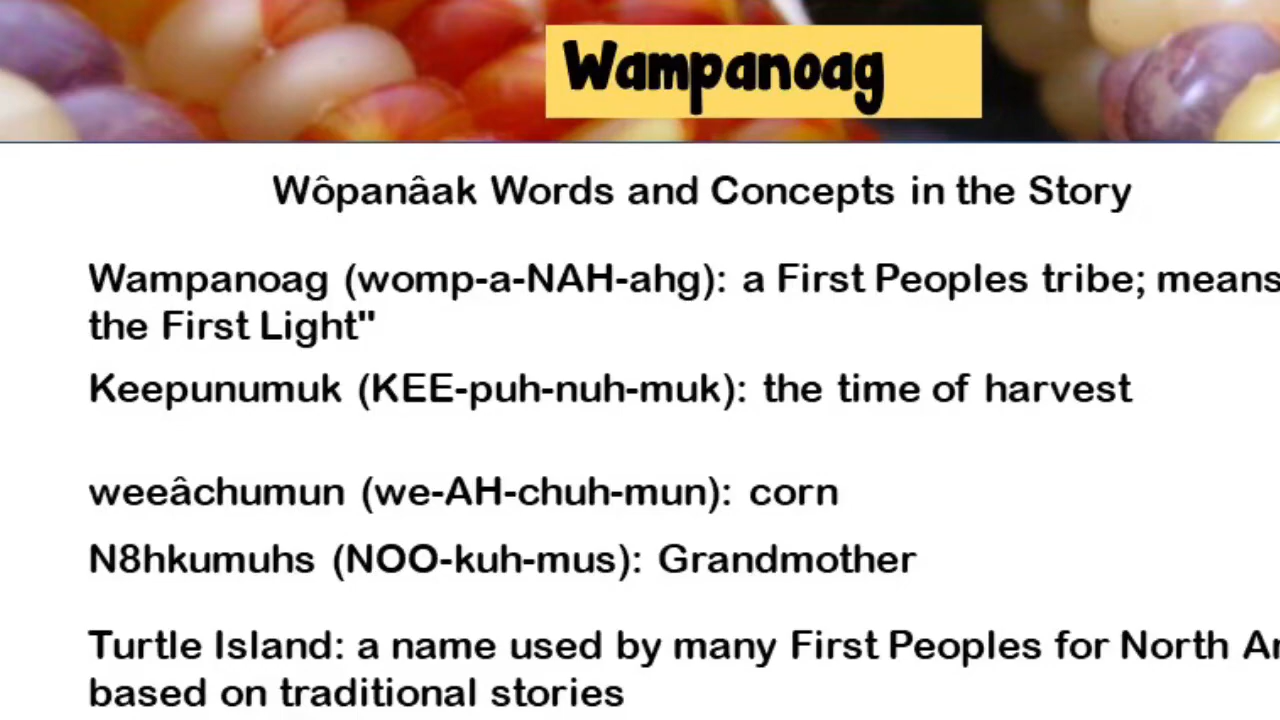 Wampanoag
Wôpanâak Words and Concepts in the Story
Wampanoag (womp-a-NAH-ahg): a First Peoples tribe; means
the First Light"
Keepunumuk (KEE-puh-nuh-muk): the time of harvest
weeâchumun (we-AH-chuh-mun): corn
N8hkumuhs (NOO-kuh-mus): Grandmother
Turtle Island: a name used by many First Peoples for North
based on traditional stories